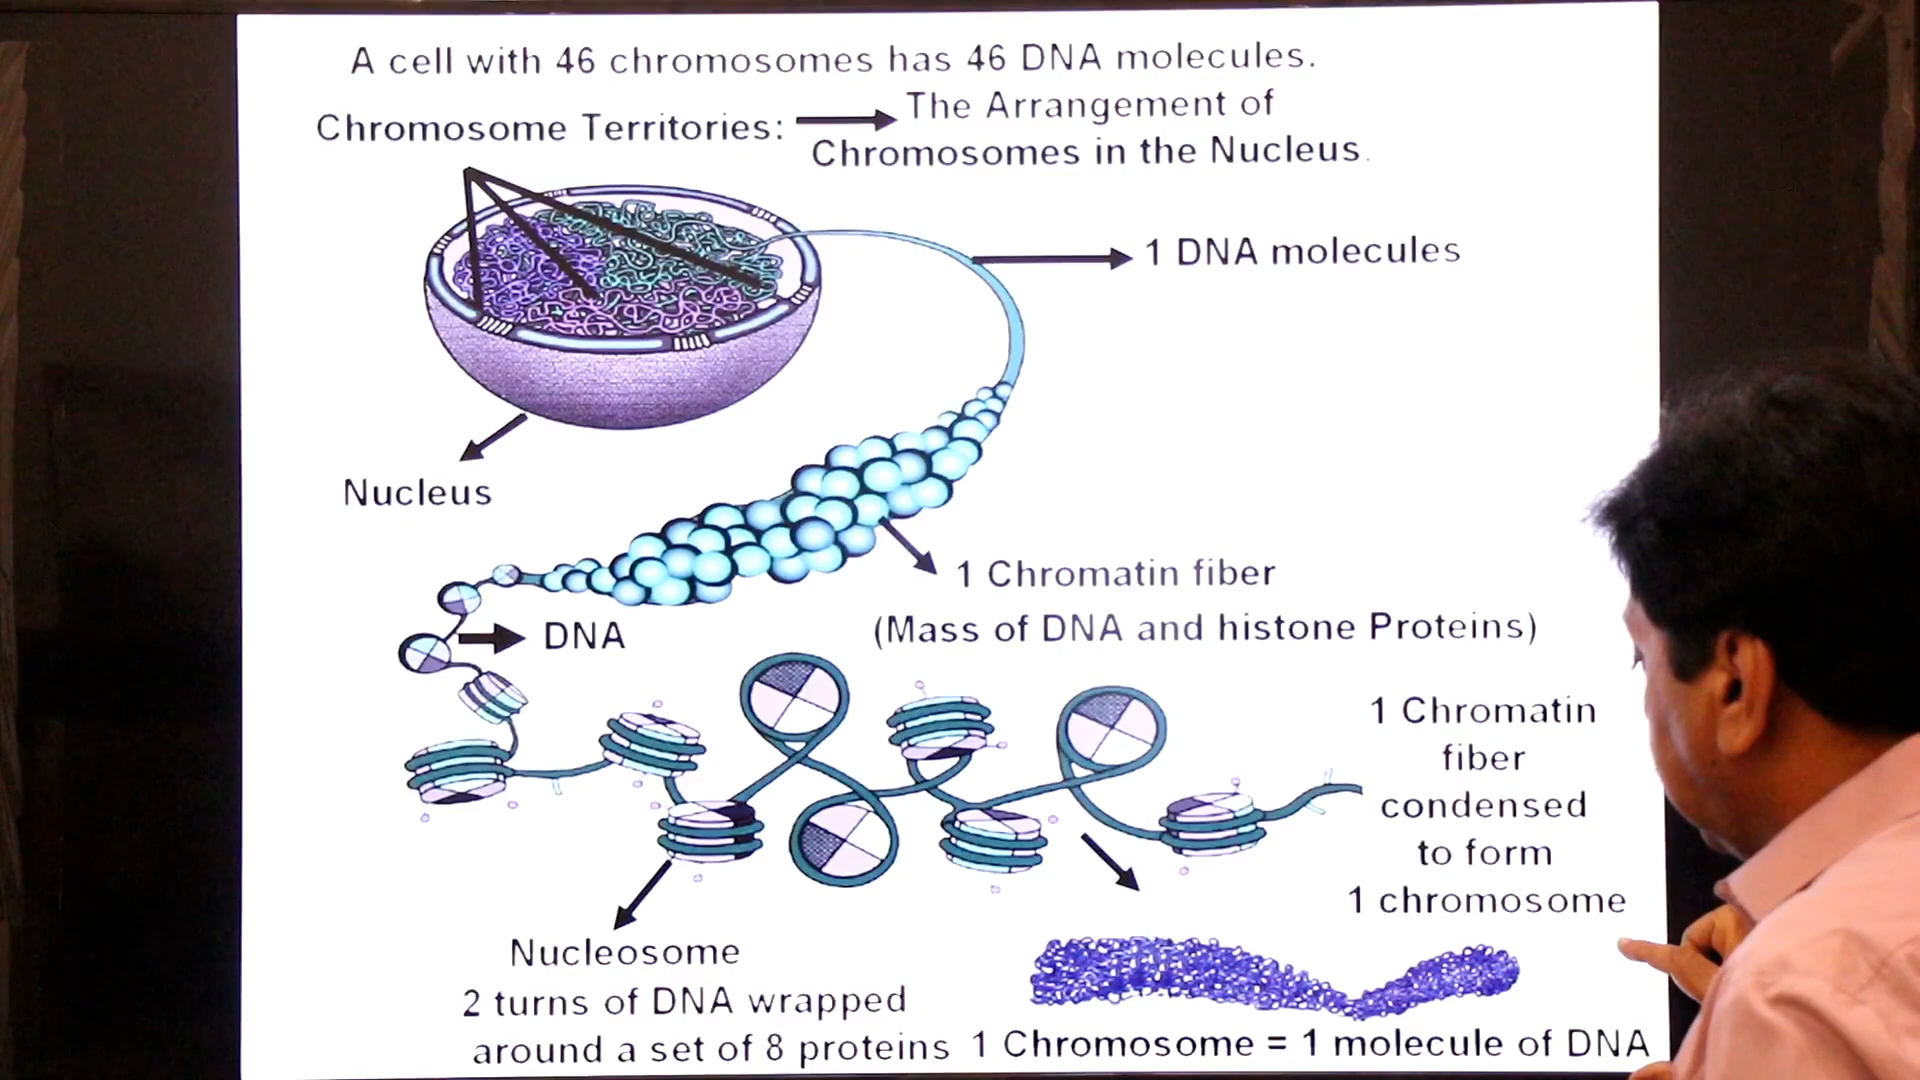 A cell with 46 chromosomes has 46 DNA molecules.
Chromosome Territories:
The Arrangement of
Chromosomes in the Nucleus.
1 DNA molecules
Nucleus
1 Chromatin fiber
(Mass of DNA and histone Proteins)
DNA
1 Chromatin
fiber
condensed
to form
1 chromosome
Nucleosome
2 turns of DNA wrapped
around a set of 8 proteins
1 Chromosome = 1 molecule of DNA